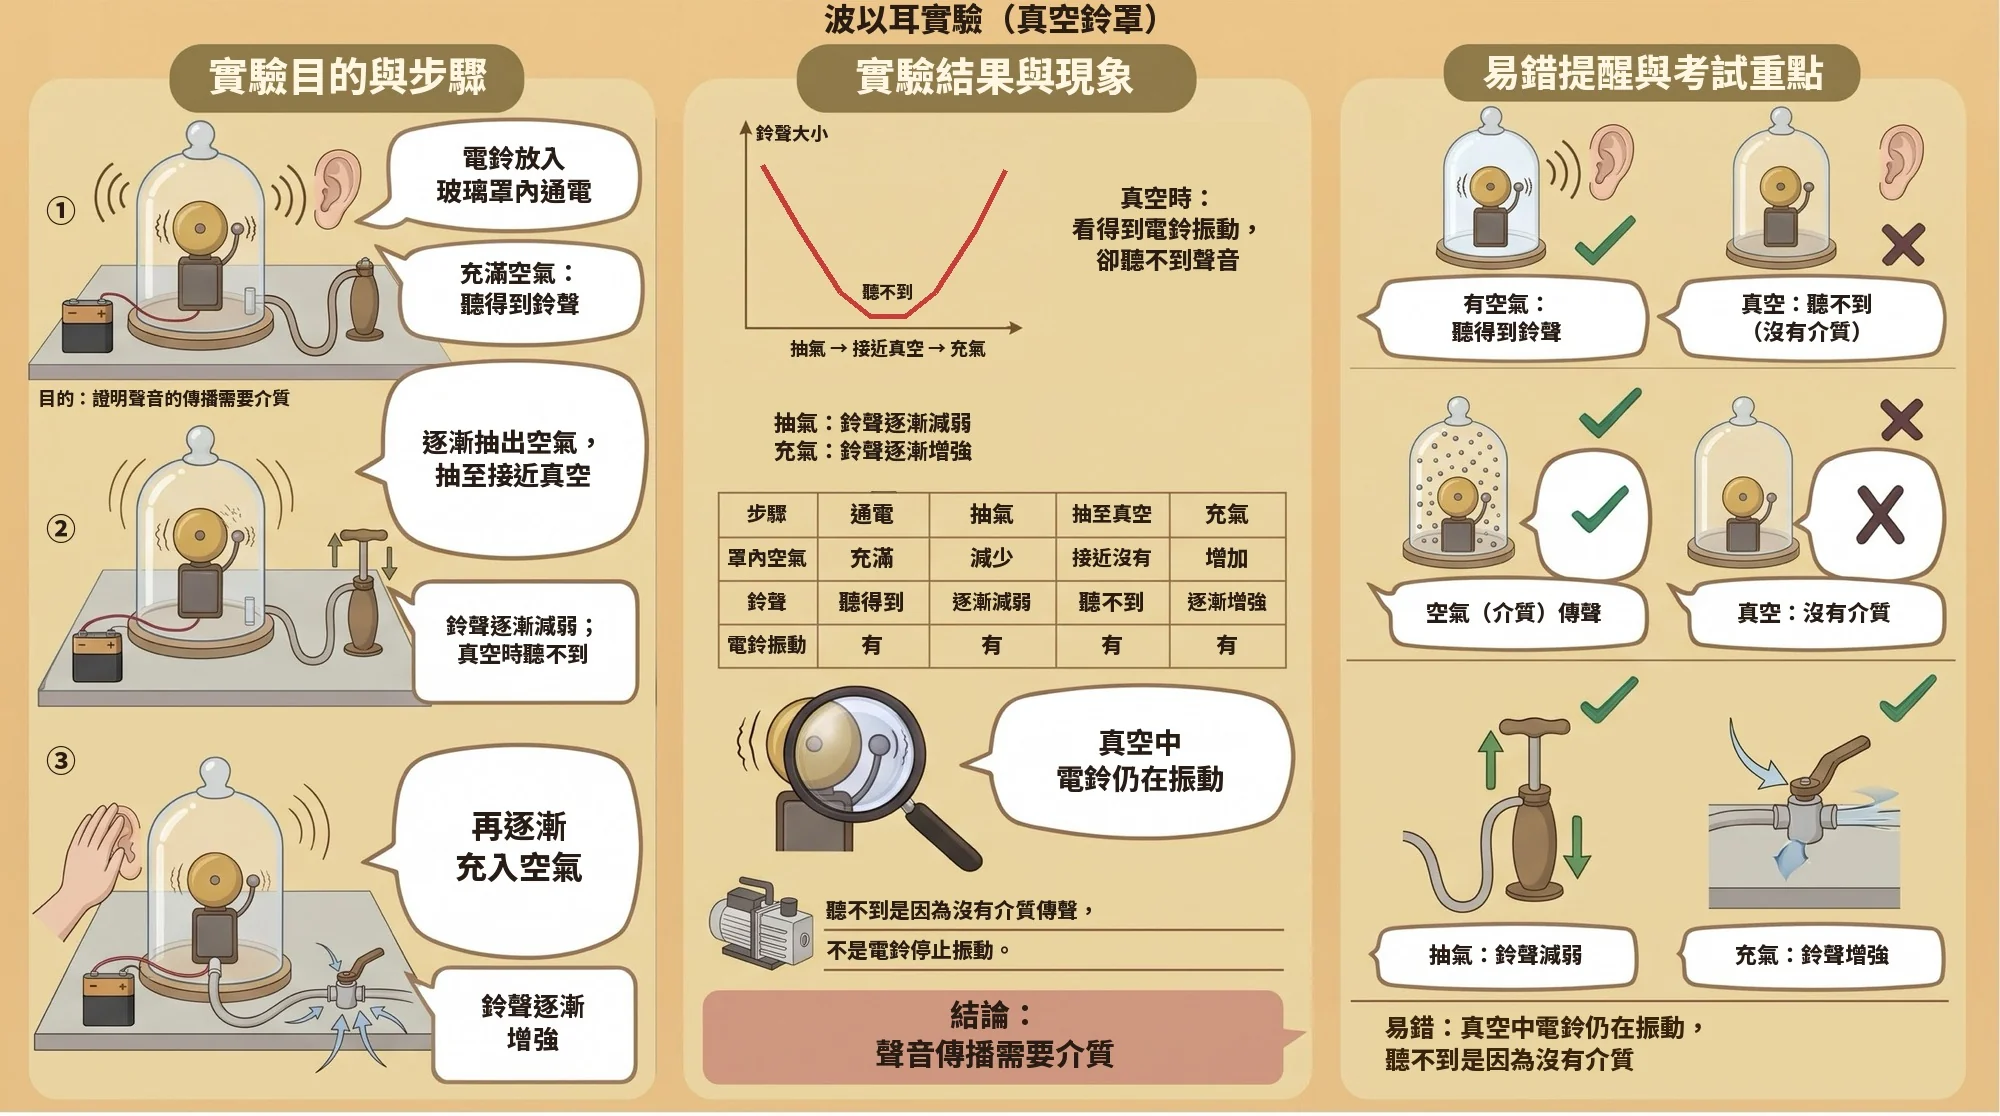 波以耳實驗（真空鈴罩）
實驗目的與步驟
①
電鈴放入
玻璃罩內通電
充滿空氣：
聽得到鈴聲
目的：證明聲音的傳播需要介質
②
逐漸抽出空氣，
抽至接近真空
鈴聲逐漸減弱；
真空時聽不到
③
再逐漸
充入空氣
鈴聲逐漸
增強
實驗結果與現象
鈴聲大小
聽不到
抽氣 → 接近真空 → 充氣
真空時：
看得到電鈴振動，
卻聽不到聲音
抽氣：鈴聲逐漸減弱
充氣：鈴聲逐漸增強
步驟 通電 抽氣 抽至真空 充氣
罩內空氣 充滿 減少 接近沒有 增加
鈴聲 聽得到 逐漸減弱 聽不到 逐漸增強
電鈴振動 有 有 有 有
真空中
電鈴仍在振動
聽不到是因為沒有介質傳聲，
不是電鈴停止振動。
結論：
聲音傳播需要介質
易錯提醒與考試重點
有空氣：
聽得到鈴聲
真空：聽不到
（沒有介質）
空氣（介質）傳聲
真空：沒有介質
抽氣：鈴聲減弱
充氣：鈴聲增強
易錯：真空中電鈴仍在振動，
聽不到是因為沒有介質